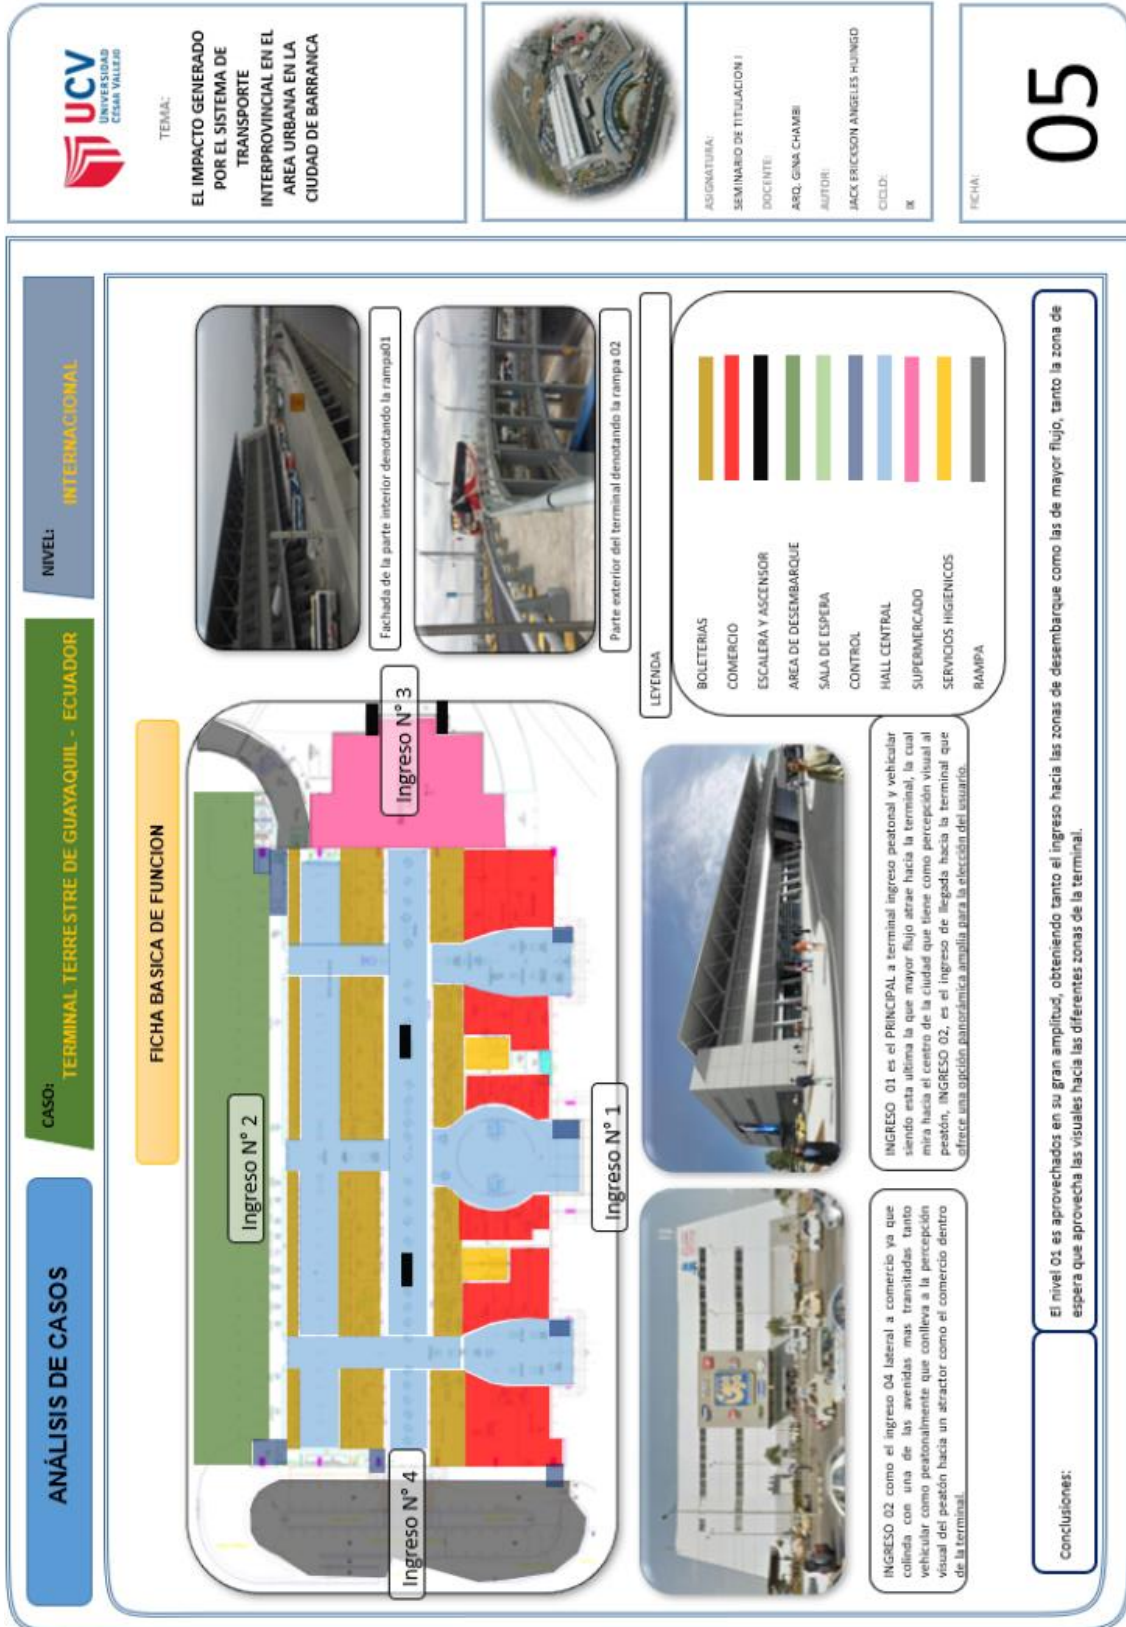 ANÁLISIS DE CASOS
CASO:
TERMINAL TERRESTRE DE GUAYAQUIL - ECUADOR
NIVEL:
INTERNACIONAL
FICHA BASICA DE FUNCION
Ingreso N° 2
Ingreso N° 4
Ingreso N° 3
Ingreso N° 1
Fachada de la parte interior denotando la rampa01
Parte exterior del terminal denotando la rampa 02
LEYENDA
BOLETERIAS
COMERCIO
ESCALERA Y ASCENSOR
AREA DE DESEMBARQUE
SALA DE ESPERA
CONTROL
HALL CENTRAL
SUPERMERCADO
SERVICIOS HIGIENICOS
RAMPA
INGRESO 02 como el ingreso 04 lateral a comercio ya que
colinda con una de las avenidas mas transitadas tanto
vehicular como peatonalmente que conlleva a la percepción
visual del peatón hacia un atractor como el comercio dentro
de la terminal.
INGRESO 01 es el PRINCIPAL a terminal ingreso peatonal y vehicular
siendo esta ultima la que mayor flujo atrae hacia la terminal, la cual
mira hacia el centro de la ciudad que tiene como percepción visual al
peatón, INGRESO 02, es el ingreso de llegada hacia la terminal que
ofrece una opción panorámica amplia para la elección del usuario.
Conclusiones:
El nivel 01 es aprovechados en su gran amplitud, obteniendo tanto el ingreso hacia las zonas de desembarque como las de mayor flujo, tanto la zona de
espera que aprovecha las visuales hacia las diferentes zonas de la terminal.
UCV
UNIVERSIDAD
CÉSAR VALLEJO
TEMA:
EL IMPACTO GENERADO
POR EL SISTEMA DE
TRANSPORTE
INTERPROVINCIAL EN EL
AREA URBANA EN LA
CIUDAD DE BARRANCA
ASIGNATURA:
SEMINARIO DE TITULACION I
DOCENTE:
ARQ. GINA CHAMBI
AUTOR:
JACK ERICKSON ANGELES HUINGO
CICLO:
IX
FICHA:
05